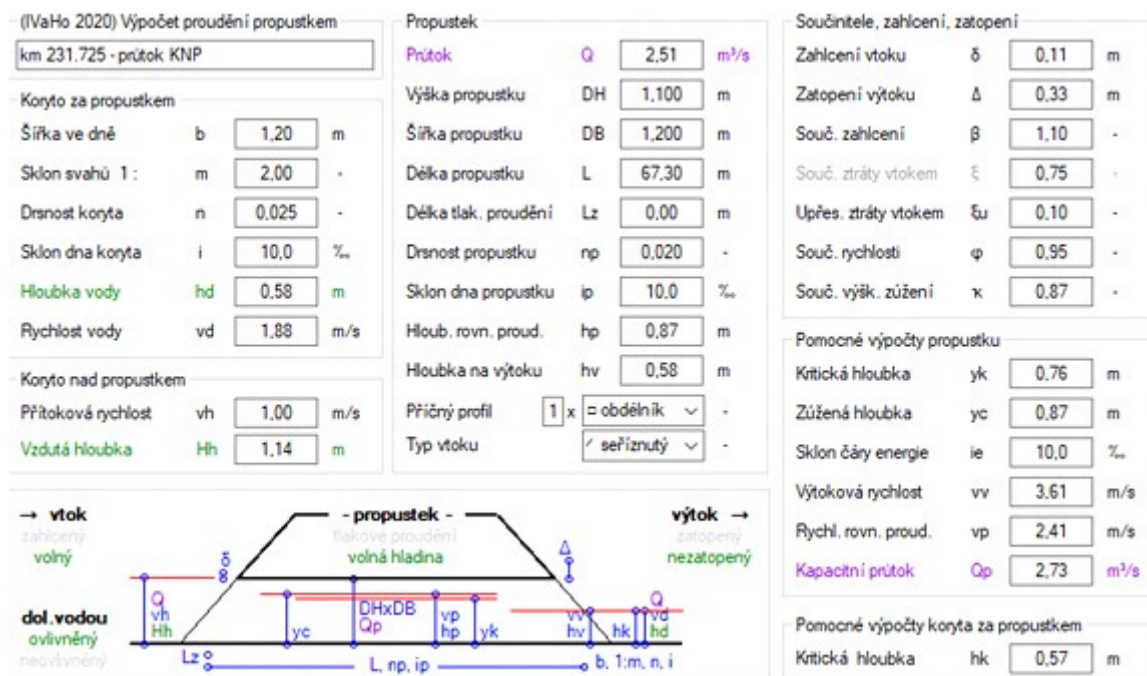 (IVaHo 2020) Výpočet proudění propustkem
km 231.725 - průtok KNP
Koryto za propustkem
Šířka ve dně b 1,20 m
Sklon svahů 1 : m 2,00 -
Drsnost koryta n 0,025 -
Sklon dna koryta i 10,0 ‰
Hloubka vody hd 0,58 m
Rychlost vody vd 1,88 m/s
Koryto nad propustkem
Přítoková rychlost vh 1,00 m/s
Vzdutá hloubka Hh 1,14 m
Propustek
Průtok Q 2,51 m³/s
Výška propustku DH 1,100 m
Šířka propustku DB 1,200 m
Délka propustku L 67,30 m
Délka tlak. proudění Lz 0,00 m
Drsnost propustku np 0,020 -
Sklon dna propustku ip 10,0 ‰
Hloub. rovn. proud. hp 0,87 m
Hloubka na výtoku hv 0,58 m
Příčný profil 1 x obdélník -
Typ vtoku seříznutý -
Součinitele, zahlcení, zatopení
Zahlcení vtoku δ 0,11 m
Zatopení výtoku Δ 0,33 m
Souč. zahlcení β 1,10 -
Souč. ztráty vtokem ξ 0,75 -
Upřes. ztráty vtokem ξu 0,10 -
Souč. rychlosti φ 0,95 -
Souč. výšk. zúžení ϰ 0,87 -
Pomocné výpočty propustku
Kritická hloubka yk 0,76 m
Zúžená hloubka yc 0,87 m
Sklon čáry energie ie 10,0 ‰
Výtoková rychlost vv 3,61 m/s
Rychl. rovn. proud. vp 2,41 m/s
Kapacitní průtok Qp 2,73 m³/s
Pomocné výpočty koryta za propustkem
Kritická hloubka hk 0,57 m
→ vtok - propustek - výtok →
zahlcený tlakové proudění zatopený
volný δ volná hladina Δ nezatopený
Q DHxDB Q
dol.vodou vh Qp vp vv vd
ovlivněný Hh yc hp yk hv hk hd
neovlivněný Lz L, np, ip b, 1:m, n, i